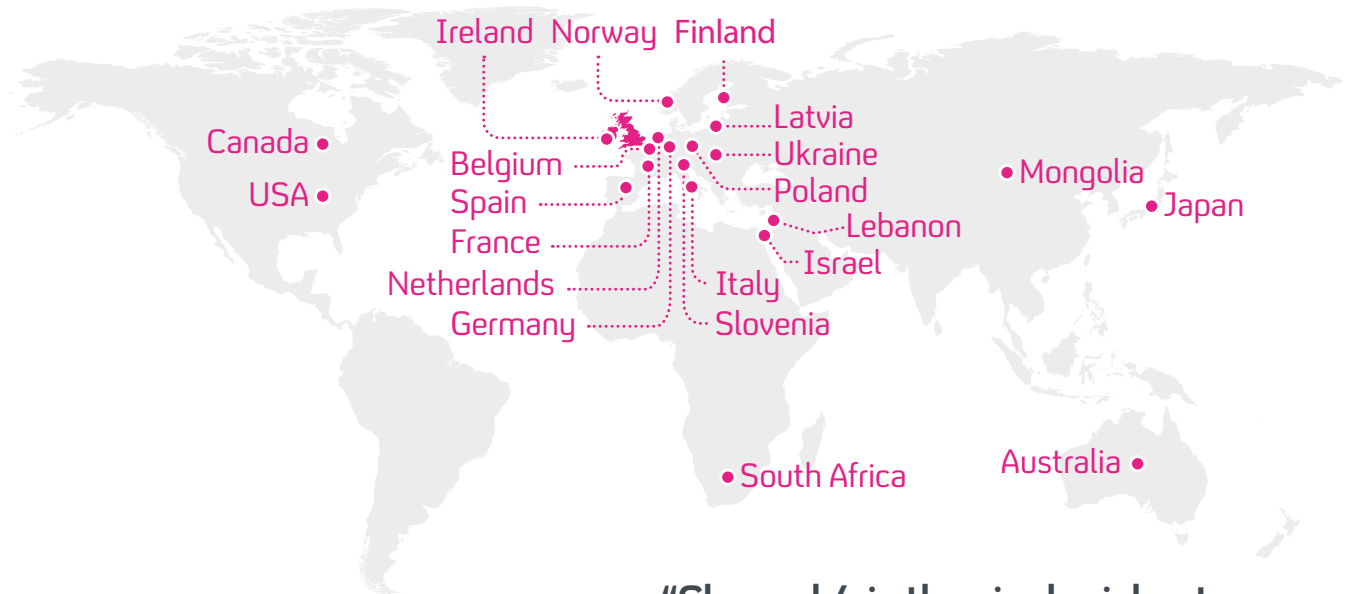 Ireland Norway Finland
Canada
USA
Belgium
Spain
France
Netherlands
Germany
Latvia
Ukraine
Poland
Lebanon
Israel
Italy
Slovenia
Mongolia
Japan
South Africa
Australia